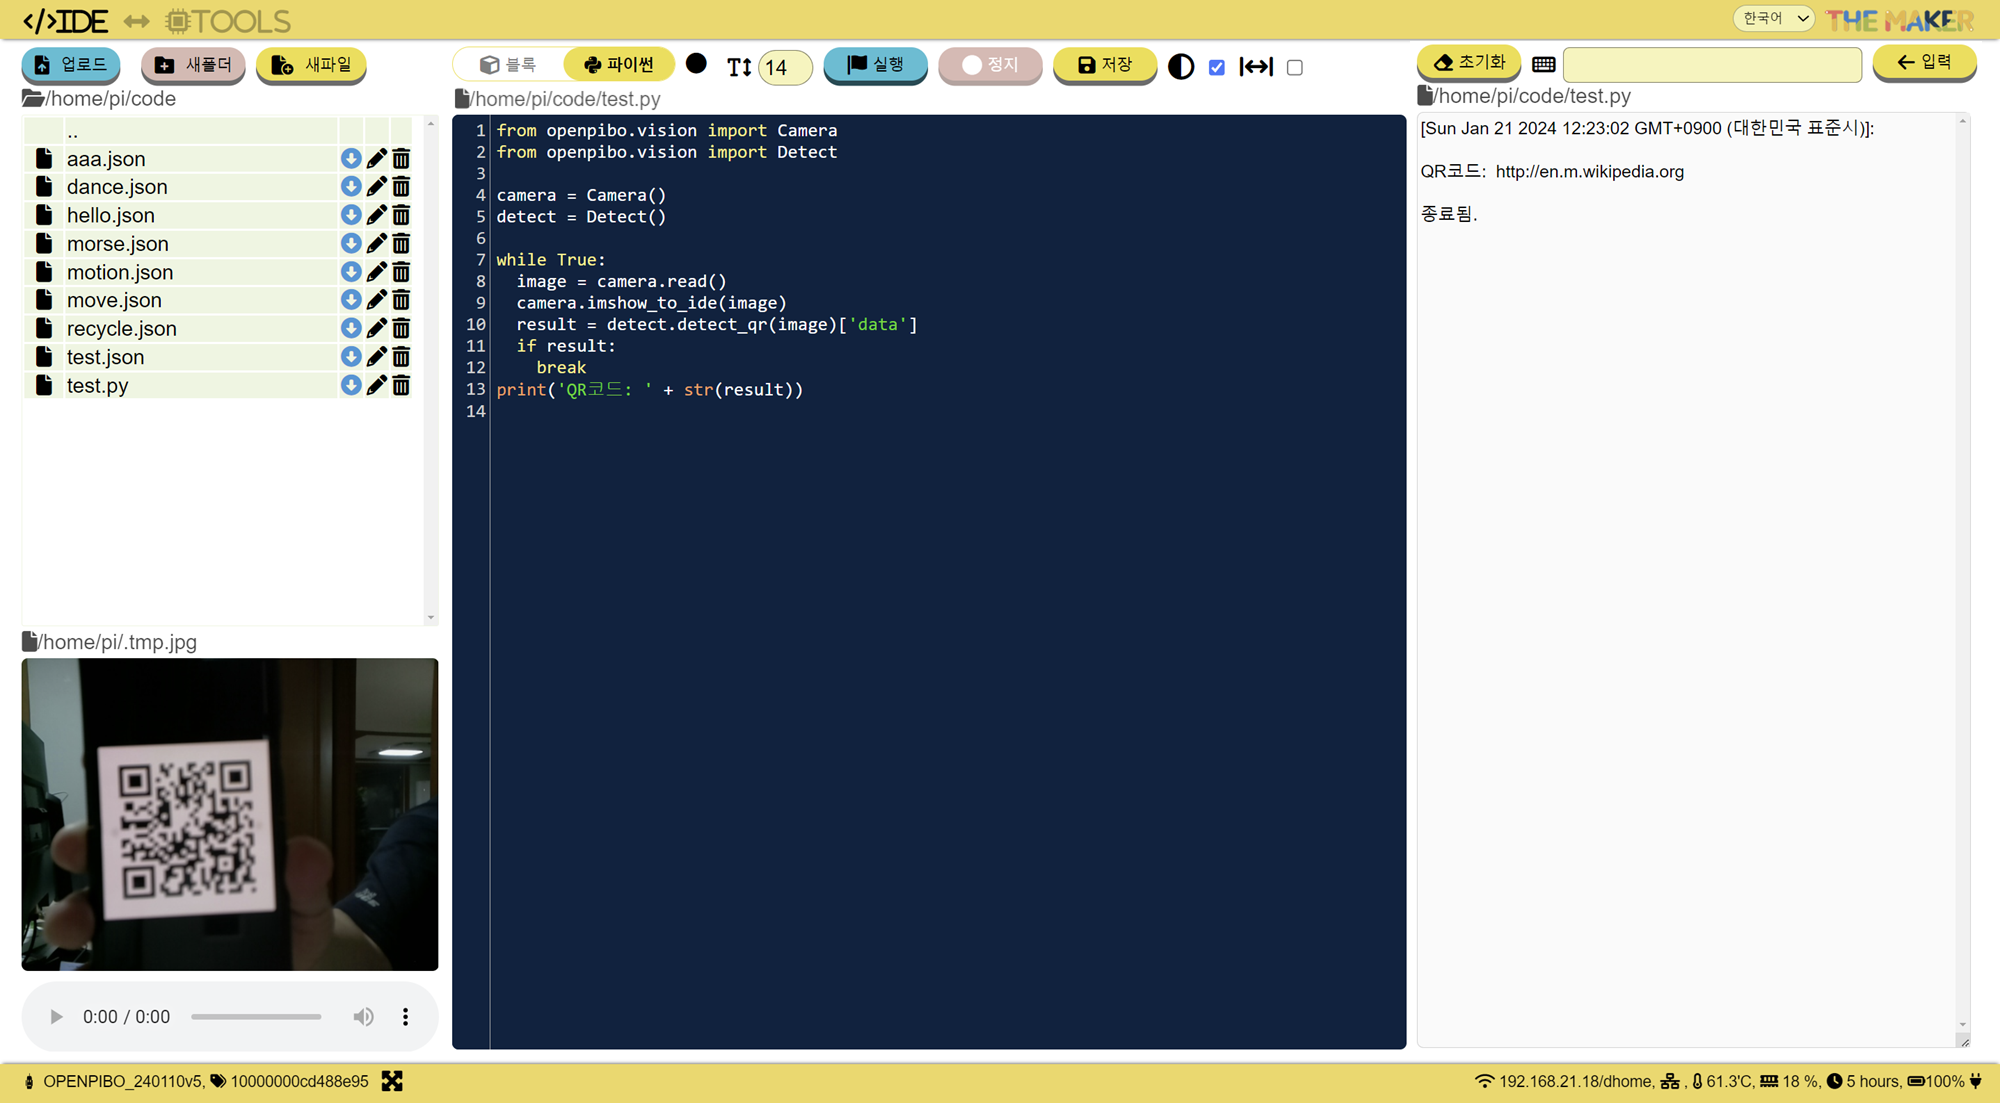 </>IDE TOOLS
한국어 THE MAKER
업로드 새폴더 새파일
/home/pi/code
..
aaa.json
dance.json
hello.json
morse.json
motion.json
move.json
recycle.json
test.json
test.py
/home/pi/.tmp.jpg
0:00 / 0:00
블록 파이썬 14 실행 정지 저장
/home/pi/code/test.py
1 from openpibo.vision import Camera
2 from openpibo.vision import Detect
3
4 camera = Camera()
5 detect = Detect()
6
7 while True:
8 image = camera.read()
9 camera.imshow_to_ide(image)
10 result = detect.detect_qr(image)['data']
11 if result:
12 break
13 print('QR코드: ' + str(result))
14
초기화 입력
/home/pi/code/test.py
[Sun Jan 21 2024 12:23:02 GMT+0900 (대한민국 표준시)]:
QR코드: http://en.m.wikipedia.org
종료됨.
OPENPIBO_240110v5, 10000000cd488e95
192.168.21.18/dhome, , 61.3'C, 18 %, 5 hours, 100%